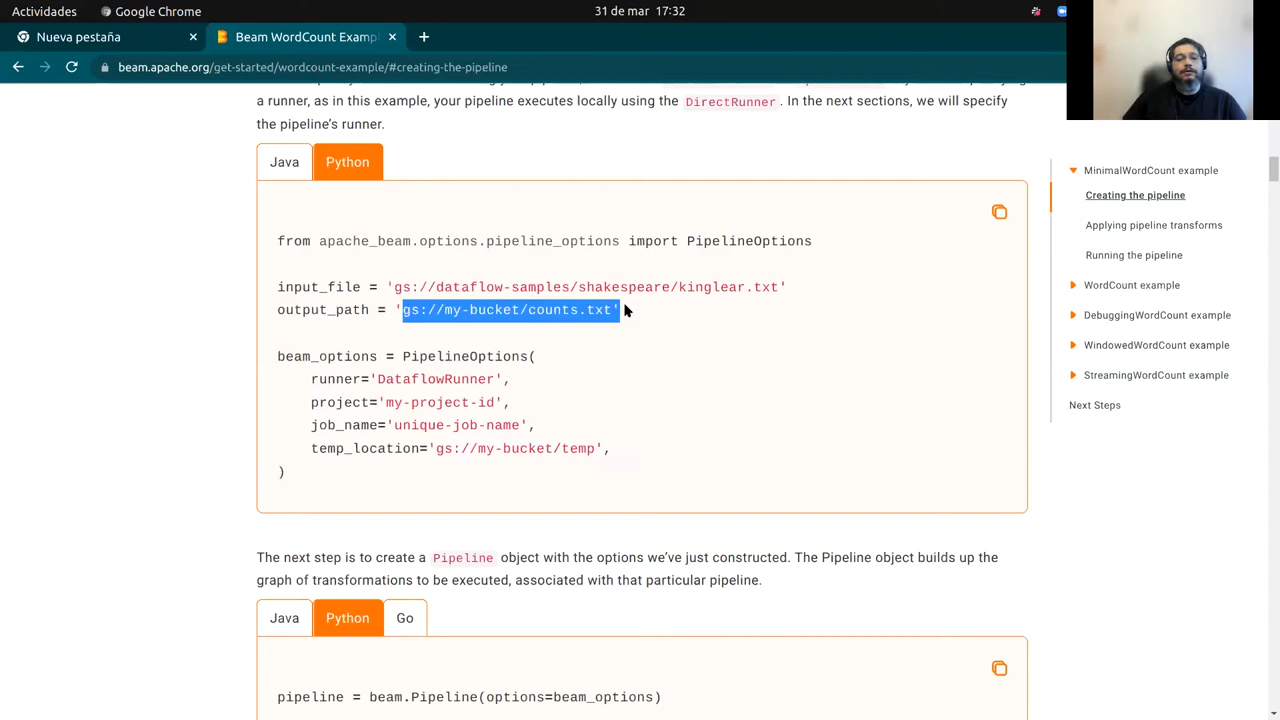 Actividades
Google Chrome
31 de mar 17:32
Nueva pestaña
Beam WordCount Exampl
beam.apache.org/get-started/wordcount-example/#creating-the-pipeline
a runner, as in this example, your pipeline executes locally using the DirectRunner. In the next sections, we will specify
the pipeline's runner.
Java
Python
from apache_beam.options.pipeline_options import PipelineOptions
input_file = 'gs://dataflow-samples/shakespeare/kinglear.txt'
output_path = 'gs://my-bucket/counts.txt'
beam_options = PipelineOptions(
runner='DataflowRunner',
project='my-project-id',
job_name='unique-job-name',
temp_location='gs://my-bucket/temp',
)
The next step is to create a Pipeline object with the options we've just constructed. The Pipeline object builds up the
graph of transformations to be executed, associated with that particular pipeline.
Java
Python
Go
pipeline = beam.Pipeline(options=beam_options)
MinimalWordCount example
Creating the pipeline
Applying pipeline transforms
Running the pipeline
WordCount example
DebuggingWordCount example
WindowedWordCount example
StreamingWordCount example
Next Steps